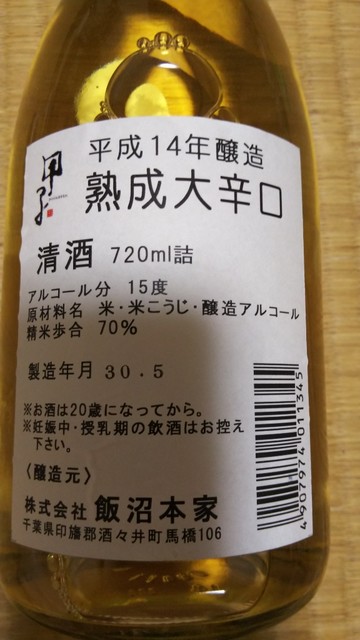 甲子
平成14年醸造
熟成大辛口
清酒 720ml詰
アルコール分 15度
原材料名 米・米こうじ・醸造アルコール
精米歩合 70%
製造年月 30.5
※お酒は20歳になってから。
※妊娠中・授乳期の飲酒はお控え
下さい。
〈醸造元〉
株式会社 飯沼本家
千葉県印旛郡酒々井町馬橋106
4 907974 011345